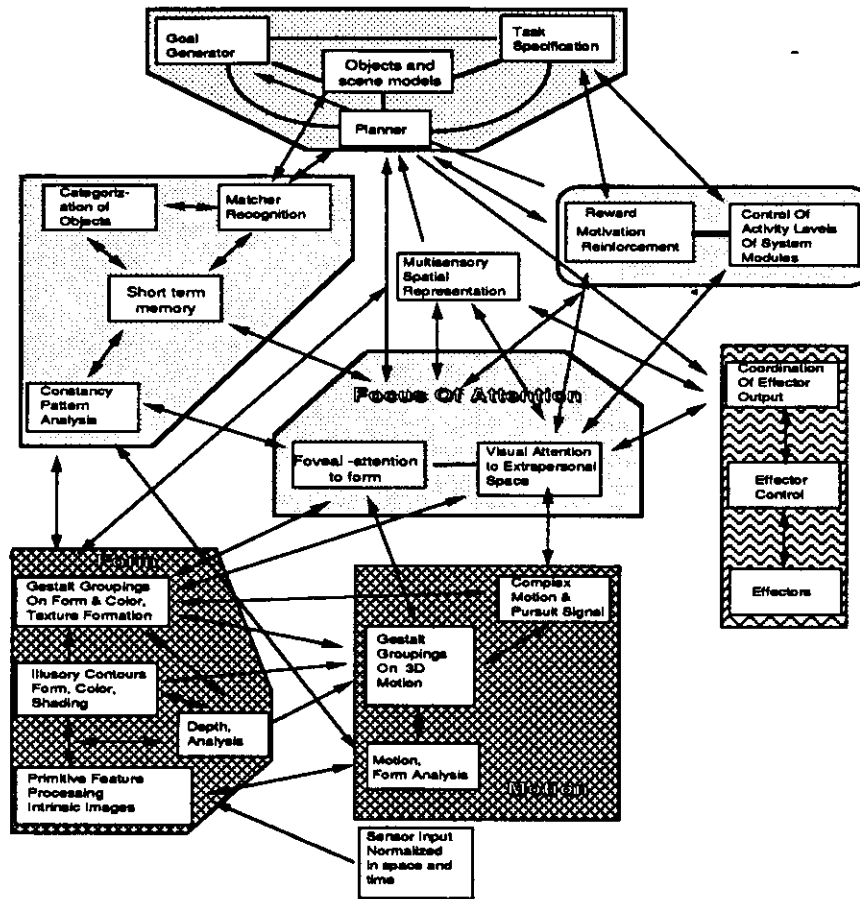 Goal
Generator
Task
Specification
Objects and
scene models
Planner
Categoriz-
ation of
Objects
Matcher
Recognition
Short term
memory
Constancy
Pattern
Analysis
Multisensory
Spatial
Representation
Reward
Motivation
Reinforcement
Control Of
Activity Levels
Of System
Modules
Focus Of Attention
Foveal -attention
to form
Visual Attention
to Extrapersonal
Space
Coordination
Of Effector
Output
Effector
Control
Effectors
Form
Gestalt Groupings
On Form & Color,
Texture Formation
Illusory Contours
Form, Color,
Shading
Depth,
Analysis
Primitive Feature
Processing
Intrinsic Images
Complex
Motion &
Pursuit Signal
Gestalt
Groupings
On 3D
Motion
Motion,
Form Analysis
Motion
Sensor Input
Normalized
in space and
time